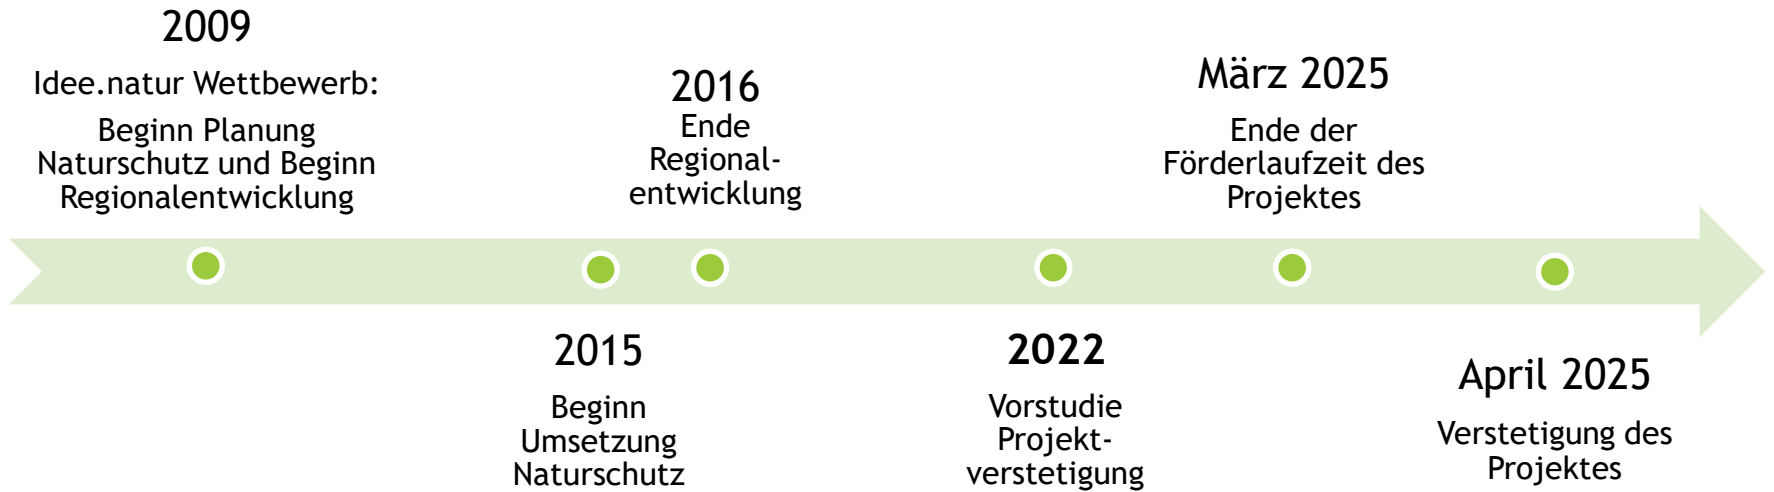 2009
Idee.natur Wettbewerb:
Beginn Planung
Naturschutz und Beginn
Regionalentwicklung
2015
Beginn
Umsetzung
Naturschutz
2016
Ende
Regional-
entwicklung
2022
Vorstudie
Projekt-
verstetigung
März 2025
Ende der
Förderlaufzeit des
Projektes
April 2025
Verstetigung des
Projektes